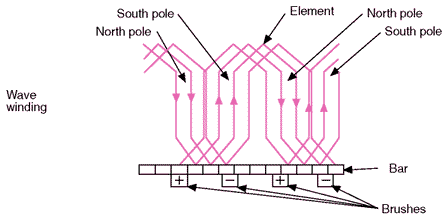 South pole
Element
North pole
North pole
South pole
Wave
winding
Bar
+
−
+
−
Brushes